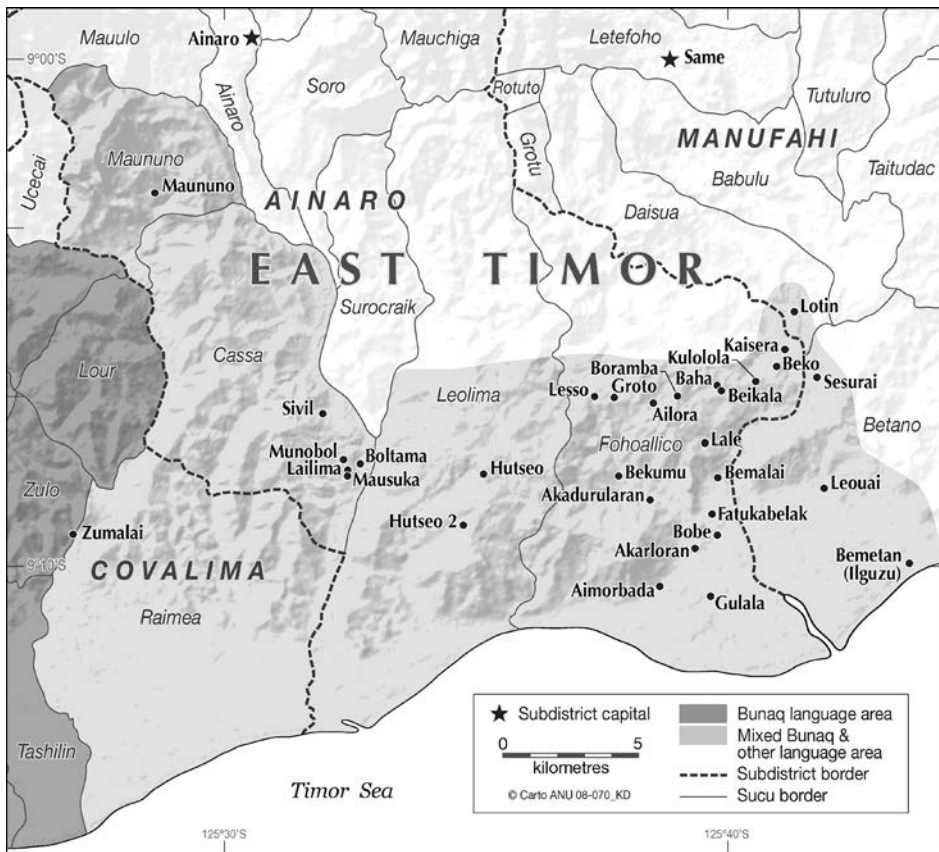 Mauulo
Ainaro
Mauchiga
Letefoho
Same
9°00'S
Ainaro
Soro
Rotuto
Tutuluro
Ucecai
Maununo
Maununo
Grotu
MANUFAHI
Taitudac
Babulu
AINARO
Daisua
EAST TIMOR
Surocraik
Lotin
Cassa
Lour
Kaisera
Kulolola
Beko
Boramba
Baha
Sesurai
Leolima
Lesso
Groto
Beikala
Sivil
Ailora
Betano
Fohoallico
Lale
Munobol
Boltama
Lailima
Mausuka
Hutseo
Bekumu
Bemalai
Zulo
Leouai
Akadurularan
Fatukabelak
Zumalai
Hutseo 2
Bobe
Akarloran
9°10'S
COVALIMA
Bemetan
(Ilguzu)
Aimorbada
Gulala
Raimea
Tashilin
Timor Sea
Subdistrict capital
0 5
kilometres
© Carto ANU 08-070_KD
Bunaq language area
Mixed Bunaq &
other language area
Subdistrict border
Sucu border
125°30'S
125°40'S